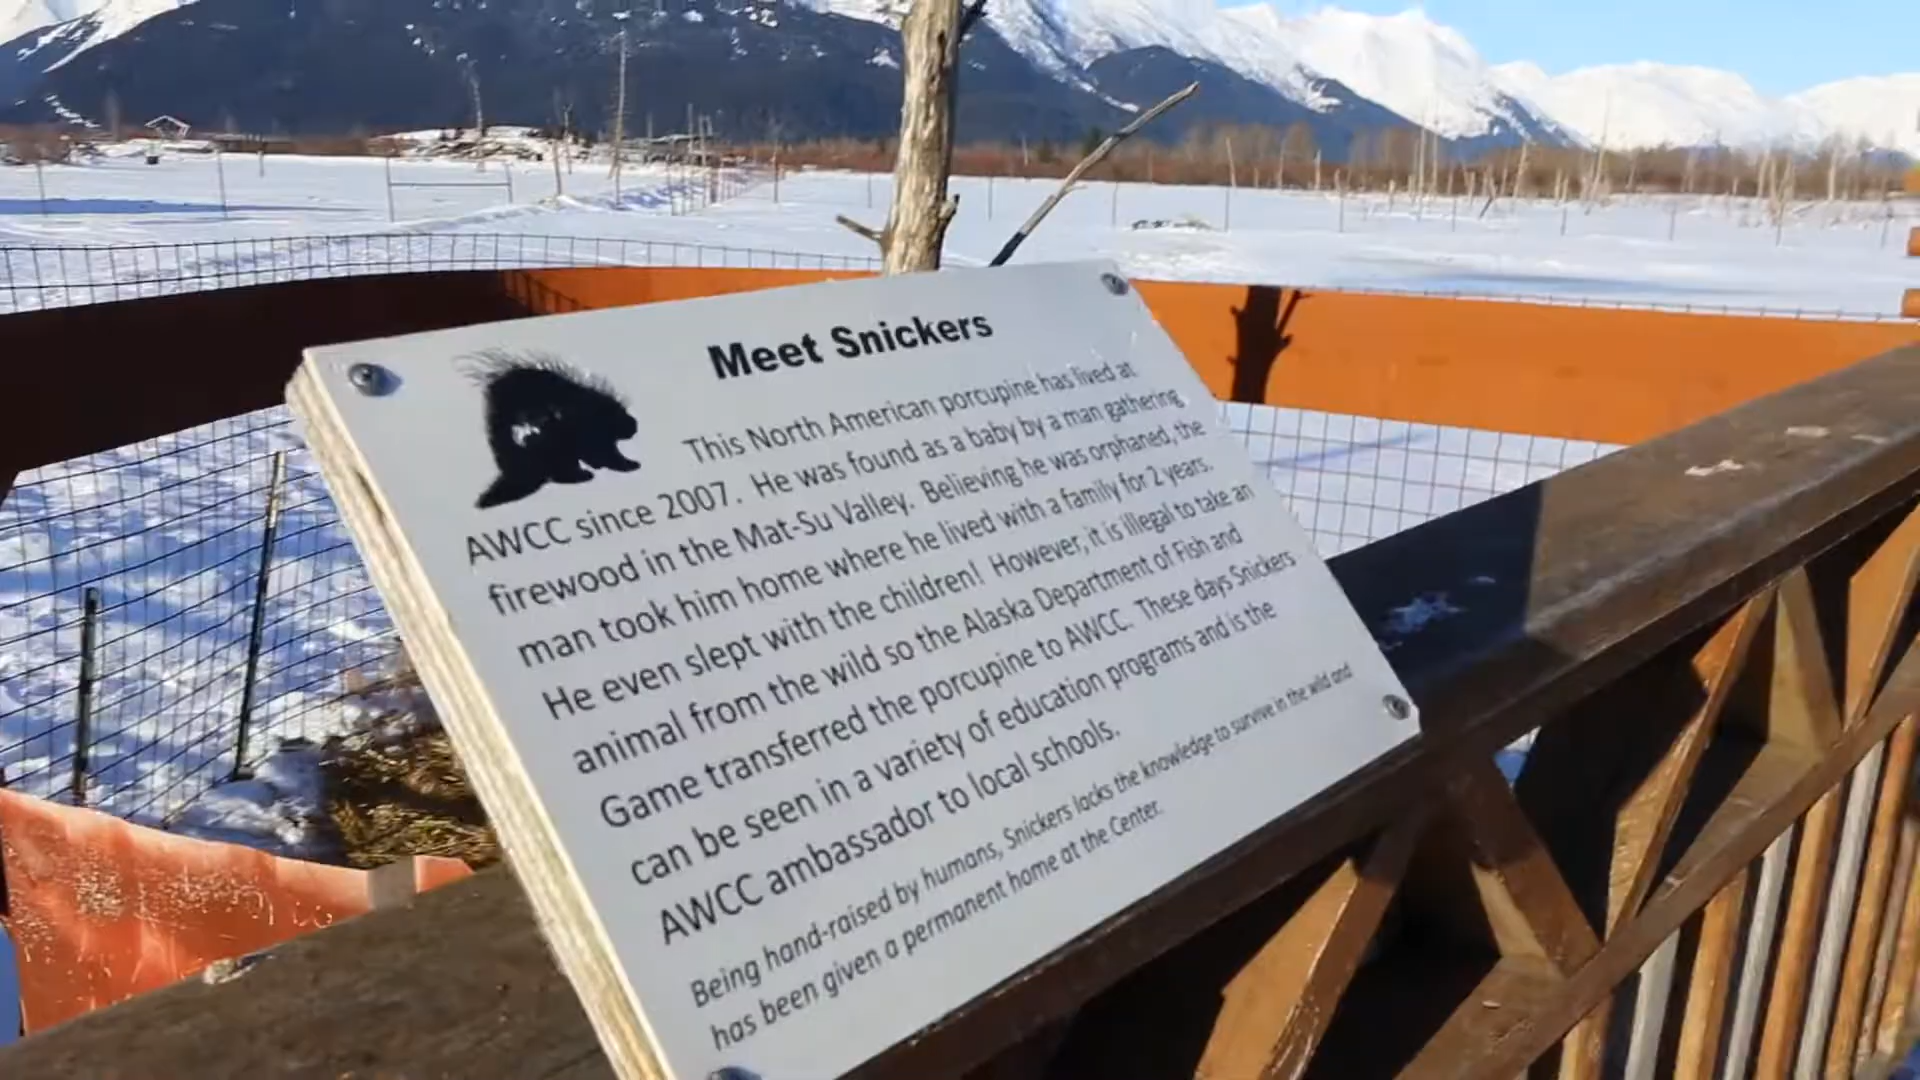 Meet Snickers
This North American porcupine has lived at
AWCC since 2007. He was found as a baby by a man gathering
firewood in the Mat-Su Valley. Believing he was orphaned, the
man took him home where he lived with a family for 2 years.
He even slept with the children! However, it is illegal to take an
animal from the wild so the Alaska Department of Fish and
Game transferred the porcupine to AWCC. These days Snickers
can be seen in a variety of education programs and is the
AWCC ambassador to local schools.
Being hand-raised by humans, Snickers lacks the knowledge to survive in the wild and
has been given a permanent home at the Center.